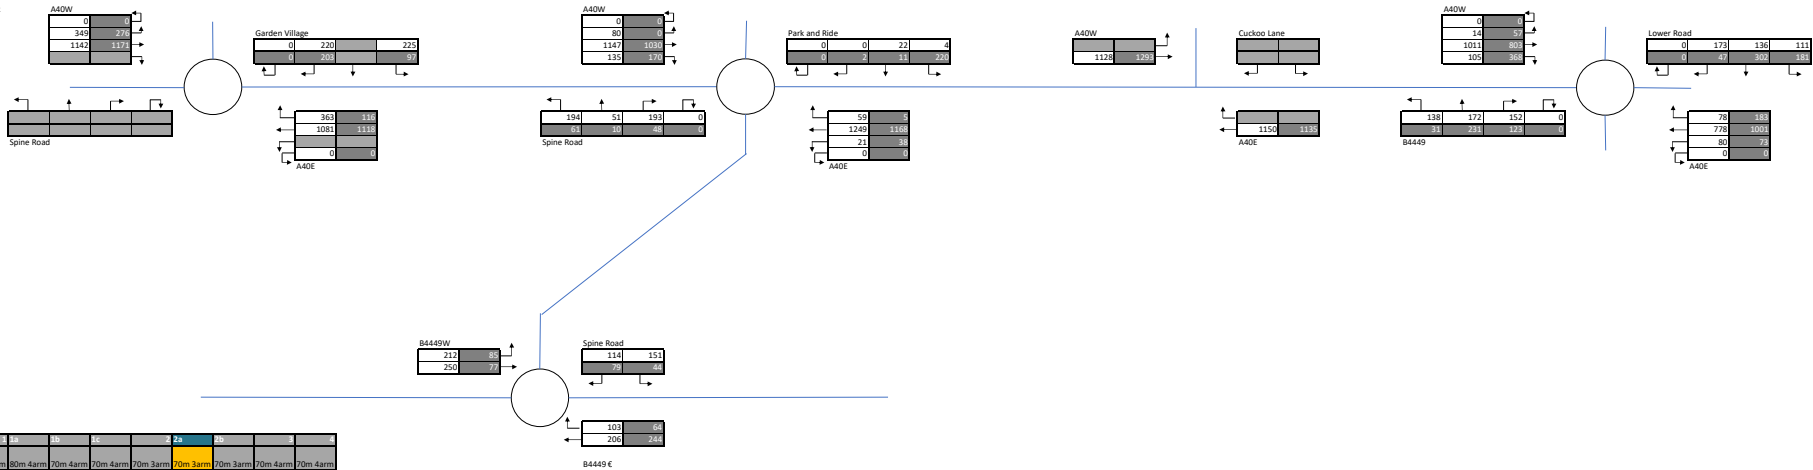 A40W
0 0
349 276
1142 1171
Garden Village
0 220 225
0 203 97
363 116
1081 1118
0 0
A40E
Spine Road
A40W
0 0
80 0
1147 1030
135 170
Park and Ride
0 0 22 4
0 2 11 220
194 51 193 0
61 10 48 0
Spine Road
59 5
1249 1168
21 38
0 0
A40E
A40W
1128 1293
Cuckoo Lane
1150 1135
A40E
A40W
0 0
14 57
1011 803
105 368
Lower Road
0 173 136 111
0 47 302 181
138 172 152 0
31 231 123 0
B4449
78 183
778 1001
80 73
0 0
A40E
B4449W
212 85
250 77
Spine Road
114 151
79 44
103 64
206 244
B4449 €
1 1a 1b 1c 2 2a 2b 3 4
m 80m 4arm 70m 4arm 70m 4arm 70m 3arm 70m 3arm 70m 3arm 70m 4arm 70m 4arm